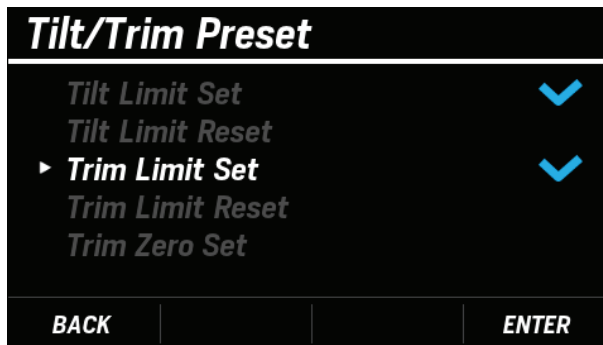 Tilt/Trim Preset
Tilt Limit Set
Tilt Limit Reset
Trim Limit Set
Trim Limit Reset
Trim Zero Set
BACK ENTER